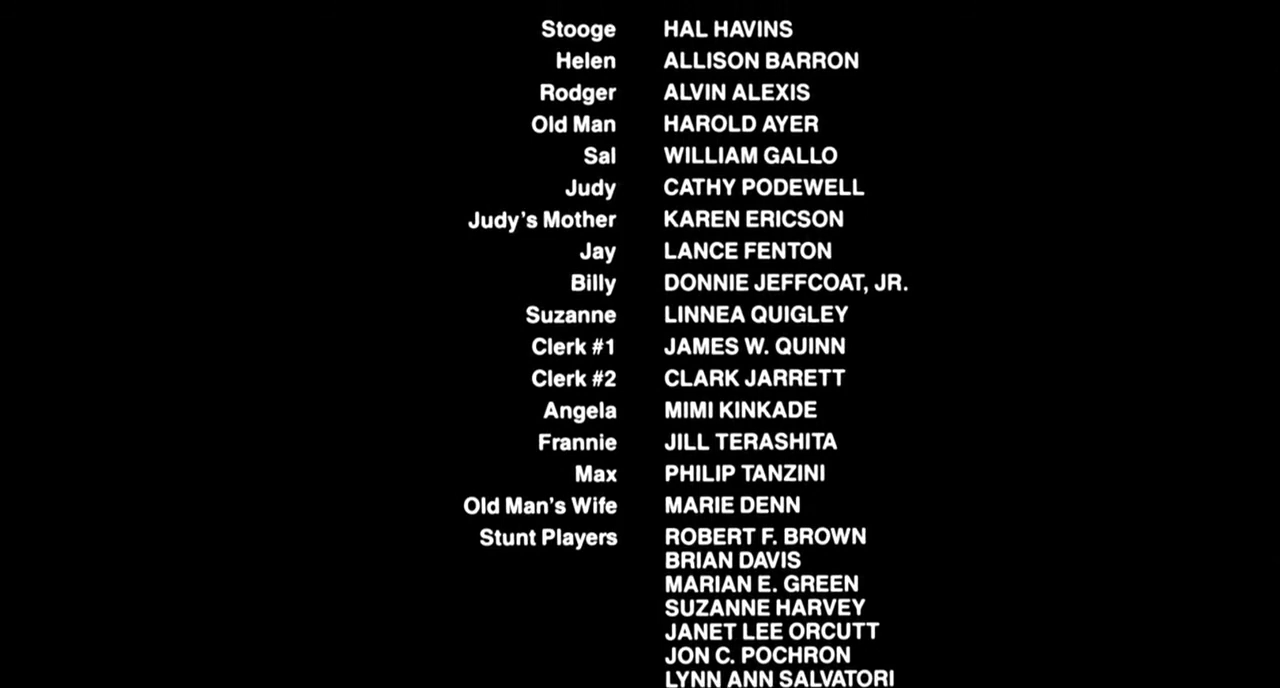 Stooge HAL HAVINS
Helen ALLISON BARRON
Rodger ALVIN ALEXIS
Old Man HAROLD AYER
Sal WILLIAM GALLO
Judy CATHY PODEWELL
Judy's Mother KAREN ERICSON
Jay LANCE FENTON
Billy DONNIE JEFFCOAT, JR.
Suzanne LINNEA QUIGLEY
Clerk #1 JAMES W. QUINN
Clerk #2 CLARK JARRETT
Angela MIMI KINKADE
Frannie JILL TERASHITA
Max PHILIP TANZINI
Old Man's Wife MARIE DENN
Stunt Players ROBERT F. BROWN
BRIAN DAVIS
MARIAN E. GREEN
SUZANNE HARVEY
JANET LEE ORCUTT
JON C. POCHRON
LYNN ANN SALVATORI